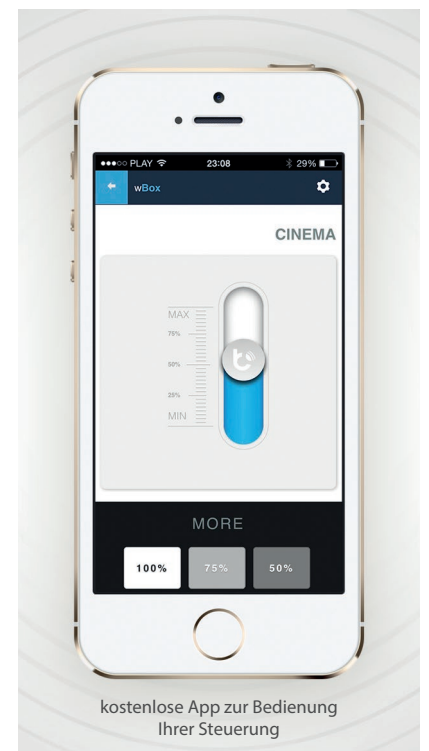 PLAY 23:08 29%
wBox
CINEMA
MAX
75%
50%
25%
MIN
MORE
100% 75% 50%
kostenlose App zur Bedienung
Ihrer Steuerung